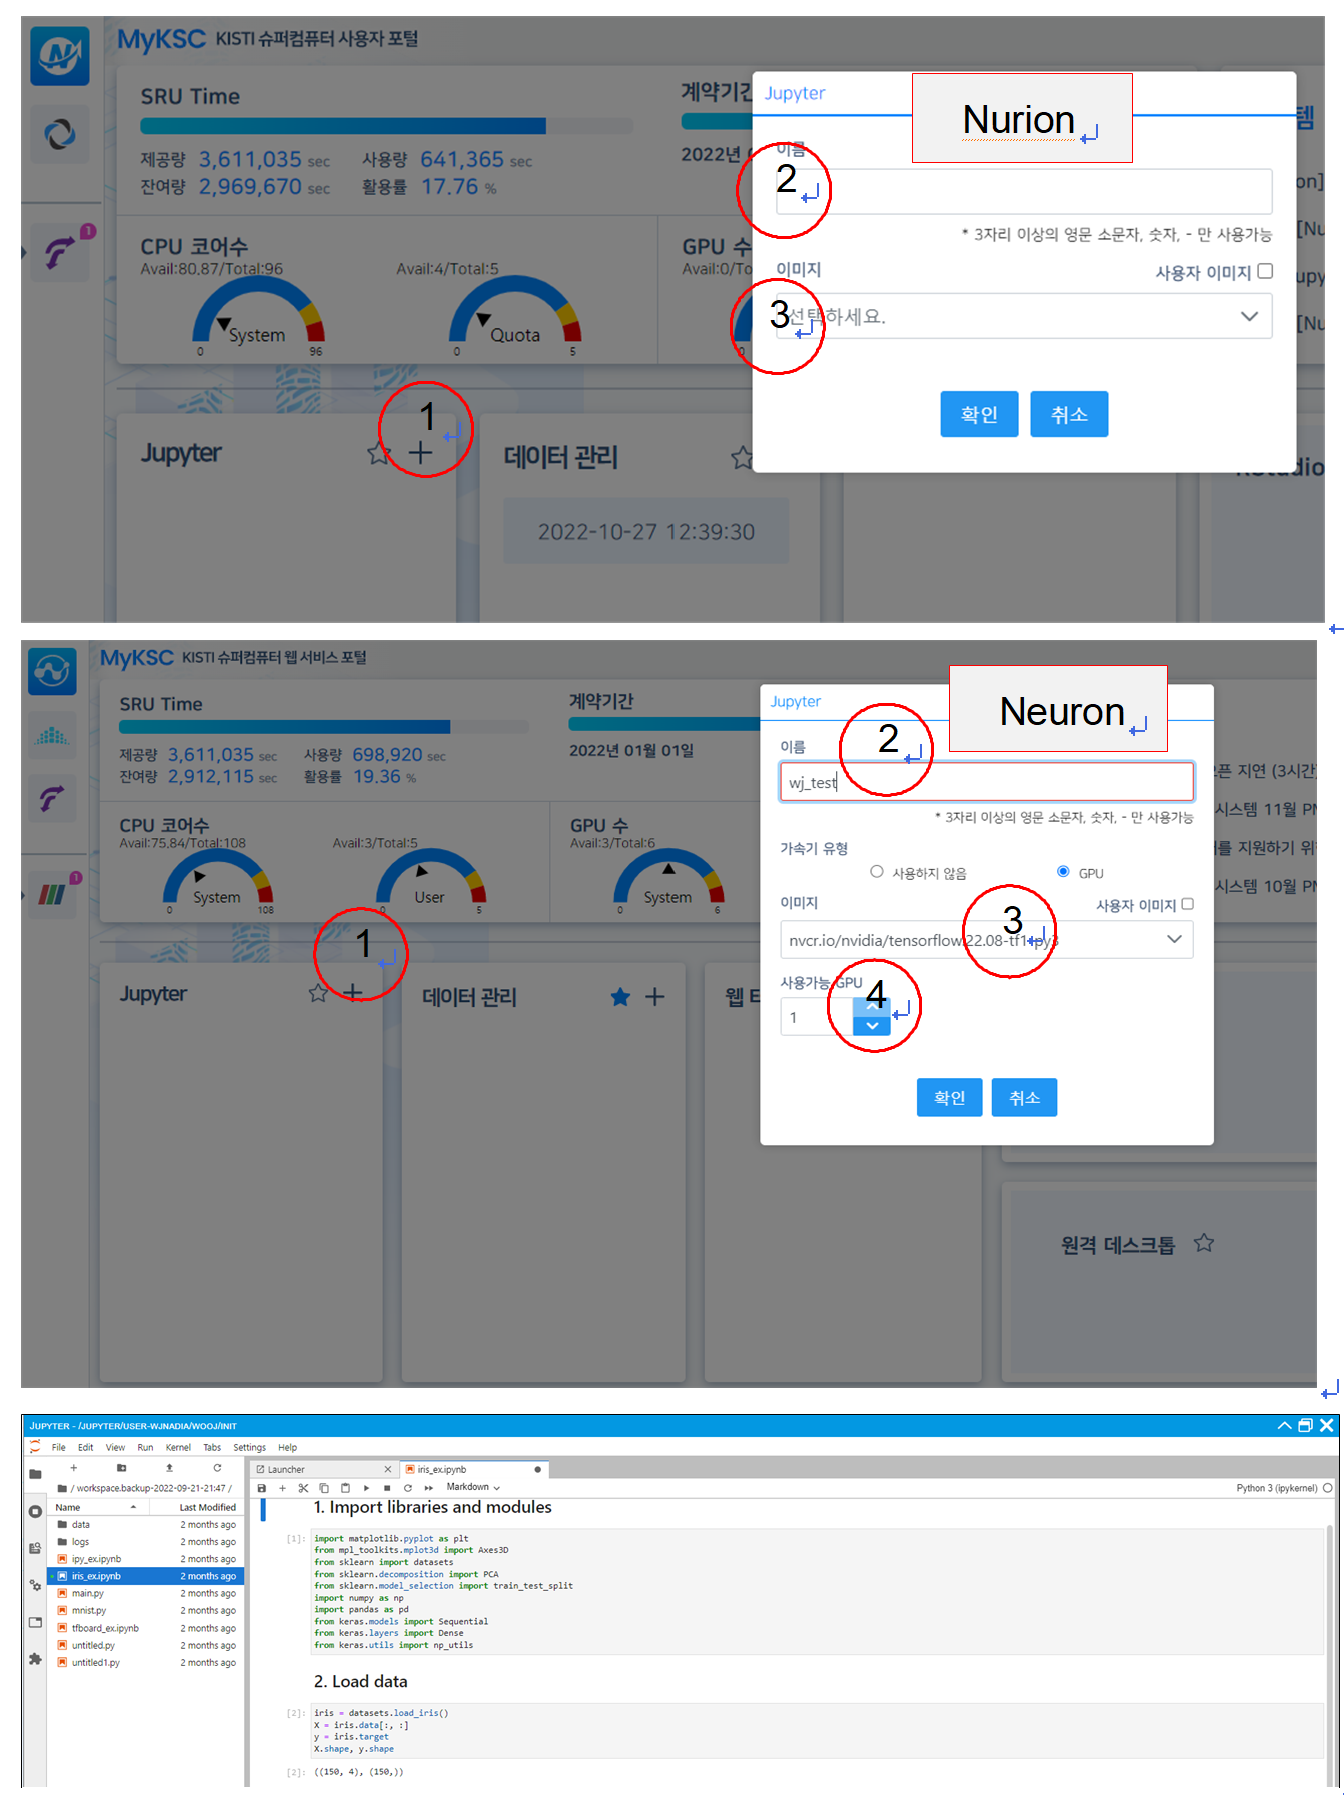 MyKSC KISTI 슈퍼컴퓨터 사용자 포털
SRU Time
제공량 3,611,035 sec 사용량 641,365 sec
잔여량 2,969,670 sec 활용률 17.76 %
계약기간
2022년
CPU 코어수
Avail:80.87/Total:96
Avail:4/Total:5
System
0 96
Quota
0 5
GPU 수
Avail:0/To
0
Jupyter
1
데이터 관리
2022-10-27 12:39:30
Jupyter
Nurion
이름
2
* 3자리 이상의 영문 소문자, 숫자, - 만 사용가능
이미지
사용자 이미지
3
선택하세요.
확인 취소
템
on]
[Nu
upy
[Nu
RStudio
MyKSC KISTI 슈퍼컴퓨터 웹 서비스 포털
SRU Time
제공량 3,611,035 sec 사용량 698,920 sec
잔여량 2,912,115 sec 활용률 19.36 %
계약기간
2022년 01월 01일
CPU 코어수
Avail:75.84/Total:108
Avail:3/Total:5
System
0 108
User
0 5
GPU 수
Avail:3/Total:6
System
0 6
1
Jupyter
데이터 관리
웹 터
원격 데스크톱
Jupyter
Neuron
이름
2
wj_test
* 3자리 이상의 영문 소문자, 숫자, - 만 사용가능
가속기 유형
사용하지 않음 GPU
이미지
사용자 이미지
3
nvcr.io/nvidia/tensorflow:22.08-tf1-py3
사용가능 GPU
4
1
확인 취소
오픈 지연 (3시간)
시스템 11월 PM
를 지원하기 위
시스템 10월 PM
JUPYTER - /JUPYTER/USER-WJNADIA/WOOJ/INIT
File Edit View Run Kernel Tabs Settings Help
/ workspace.backup-2022-09-21-21:47 /
Name Last Modified
data 2 months ago
logs 2 months ago
ipy_ex.ipynb 2 months ago
iris_ex.ipynb 2 months ago
main.py 2 months ago
mnist.py 2 months ago
tfboard_ex.ipynb 2 months ago
untitled.py 2 months ago
untitled1.py 2 months ago
Launcher
iris_ex.ipynb
Markdown
Python 3 (ipykernel)
1. Import libraries and modules
[1]: import matplotlib.pyplot as plt
from mpl_toolkits.mplot3d import Axes3D
from sklearn import datasets
from sklearn.decomposition import PCA
from sklearn.model_selection import train_test_split
import numpy as np
import pandas as pd
from keras.models import Sequential
from keras.layers import Dense
from keras.utils import np_utils
2. Load data
[2]: iris = datasets.load_iris()
X = iris.data[:, :]
y = iris.target
X.shape, y.shape
[2]: ((150, 4), (150,))